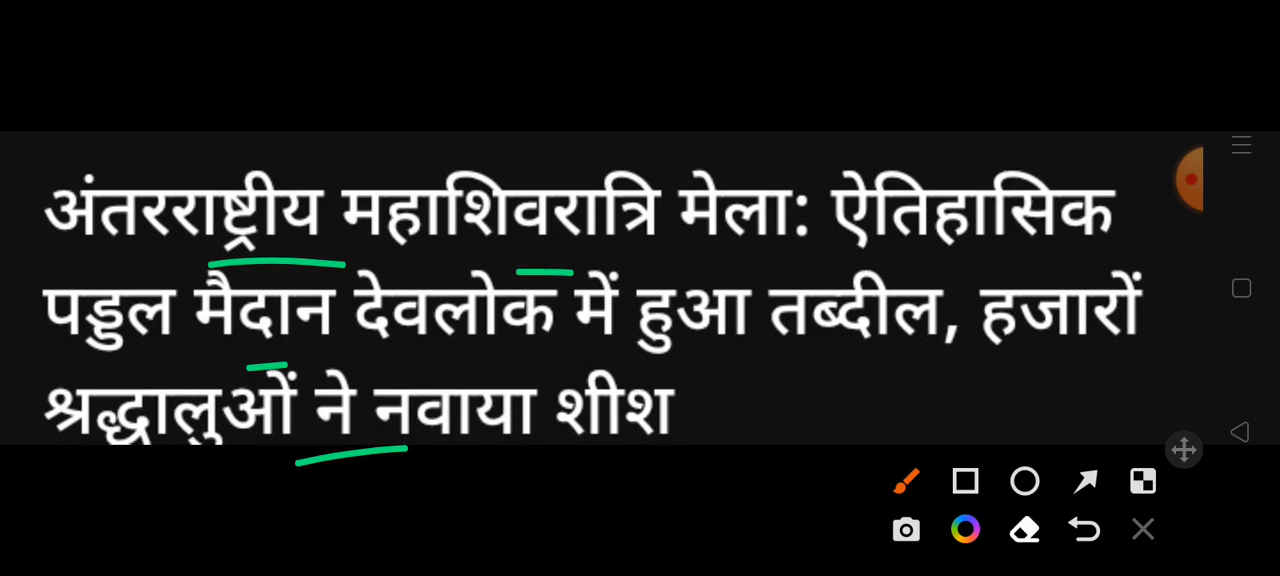 अंतरराष्ट्रीय महाशिवरात्रि मेला: ऐतिहासिक
पड्डल मैदान देवलोक में हुआ तब्दील, हजारों
श्रद्धालुओं ने नवाया शीश